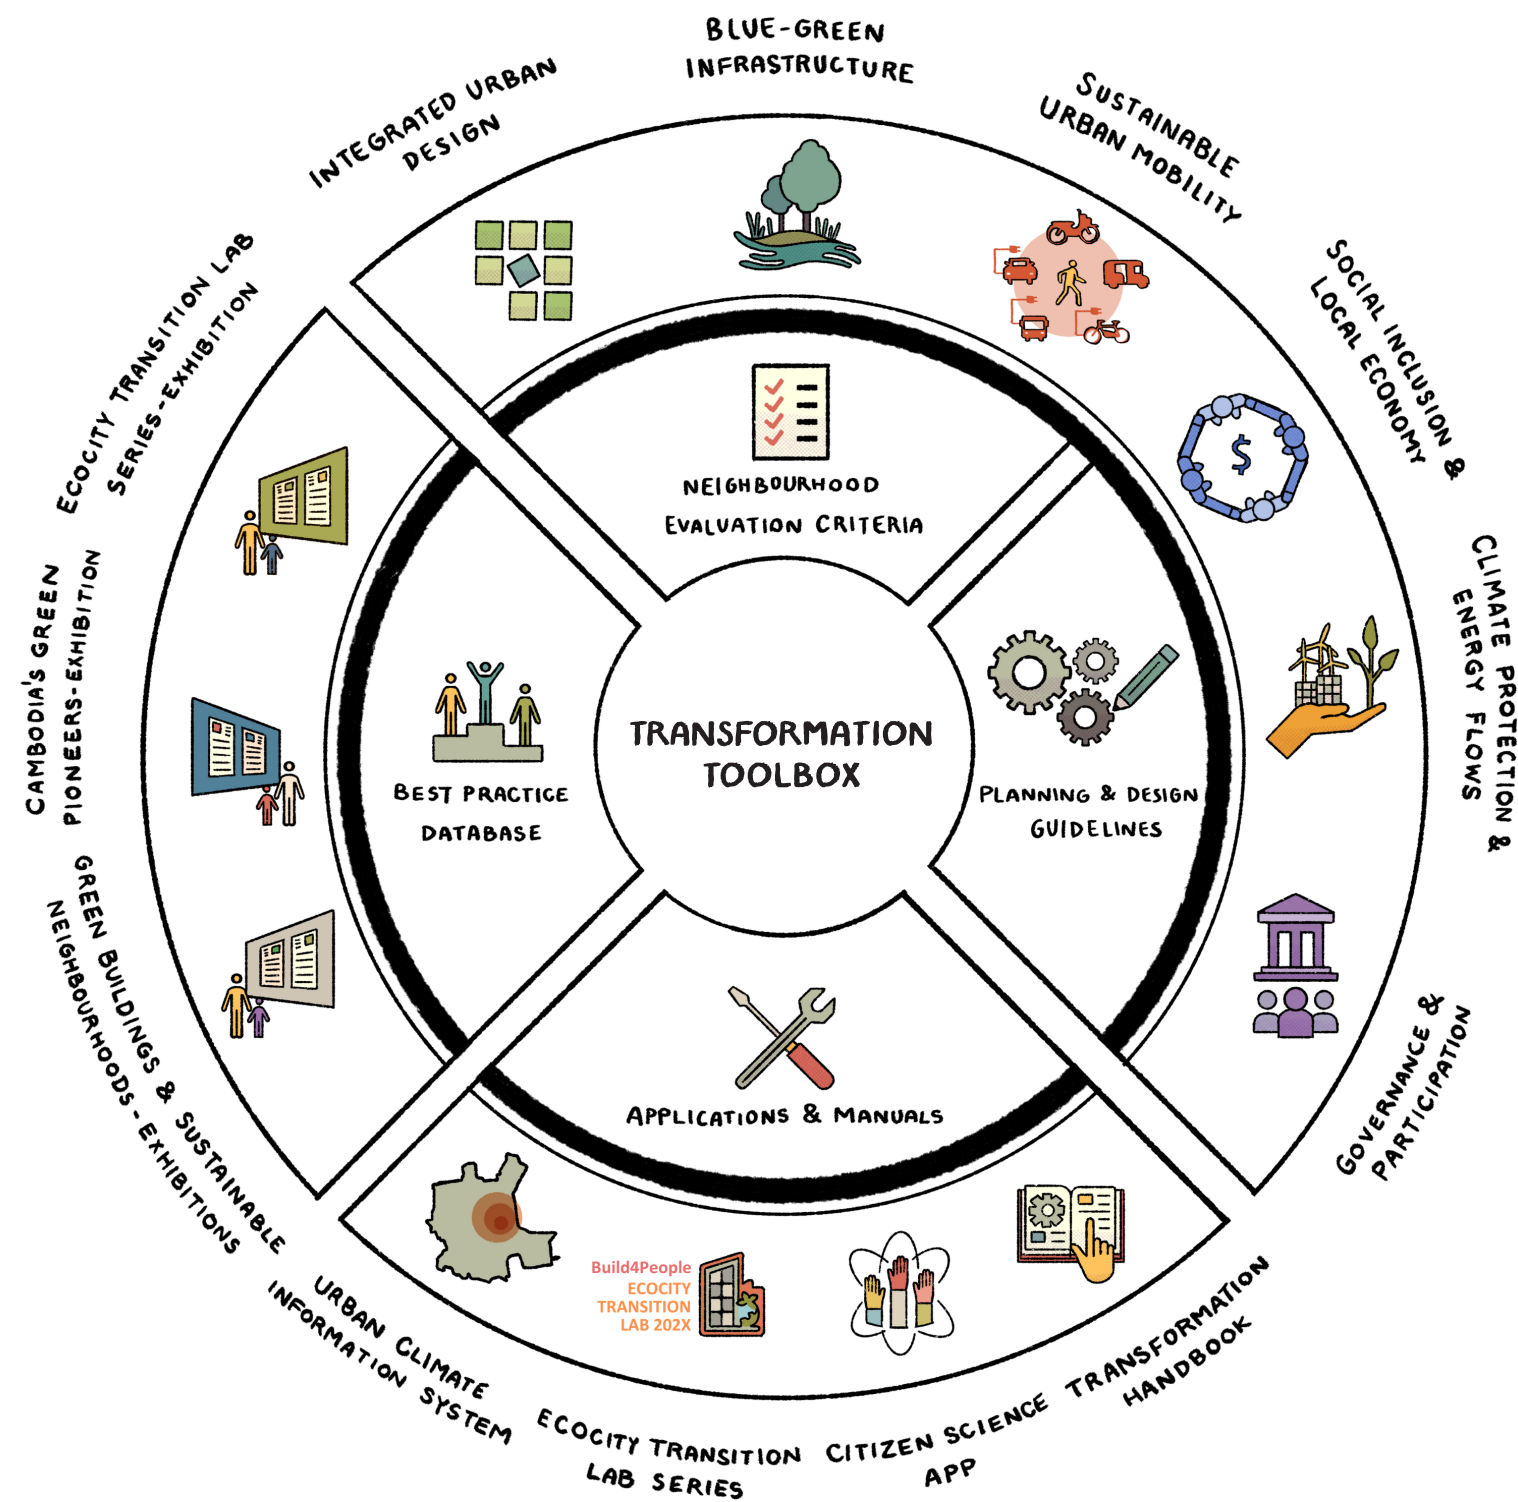 BLUE-GREEN
INFRASTRUCTURE
INTEGRATED URBAN
DESIGN
SUSTAINABLE
URBAN MOBILITY
SOCIAL INCLUSION &
LOCAL ECONOMY
CLIMATE PROTECTION &
ENERGY FLOWS
GOVERNANCE &
PARTICIPATION
ECOCITY TRANSITION LAB
SERIES-EXHIBITION
CAMBODIA'S GREEN
PIONEERS-EXHIBITION
GREEN BUILDINGS & SUSTAINABLE
NEIGHBOURHOODS-EXHIBITIONS
$
NEIGHBOURHOOD
EVALUATION CRITERIA
TRANSFORMATION
TOOLBOX
BEST PRACTICE
DATABASE
PLANNING & DESIGN
GUIDELINES
APPLICATIONS & MANUALS
Build4People
ECOCITY
TRANSITION
LAB 202X
URBAN CLIMATE
INFORMATION SYSTEM
ECOCITY TRANSITION
LAB SERIES
CITIZEN SCIENCE
APP
TRANSFORMATION
HANDBOOK